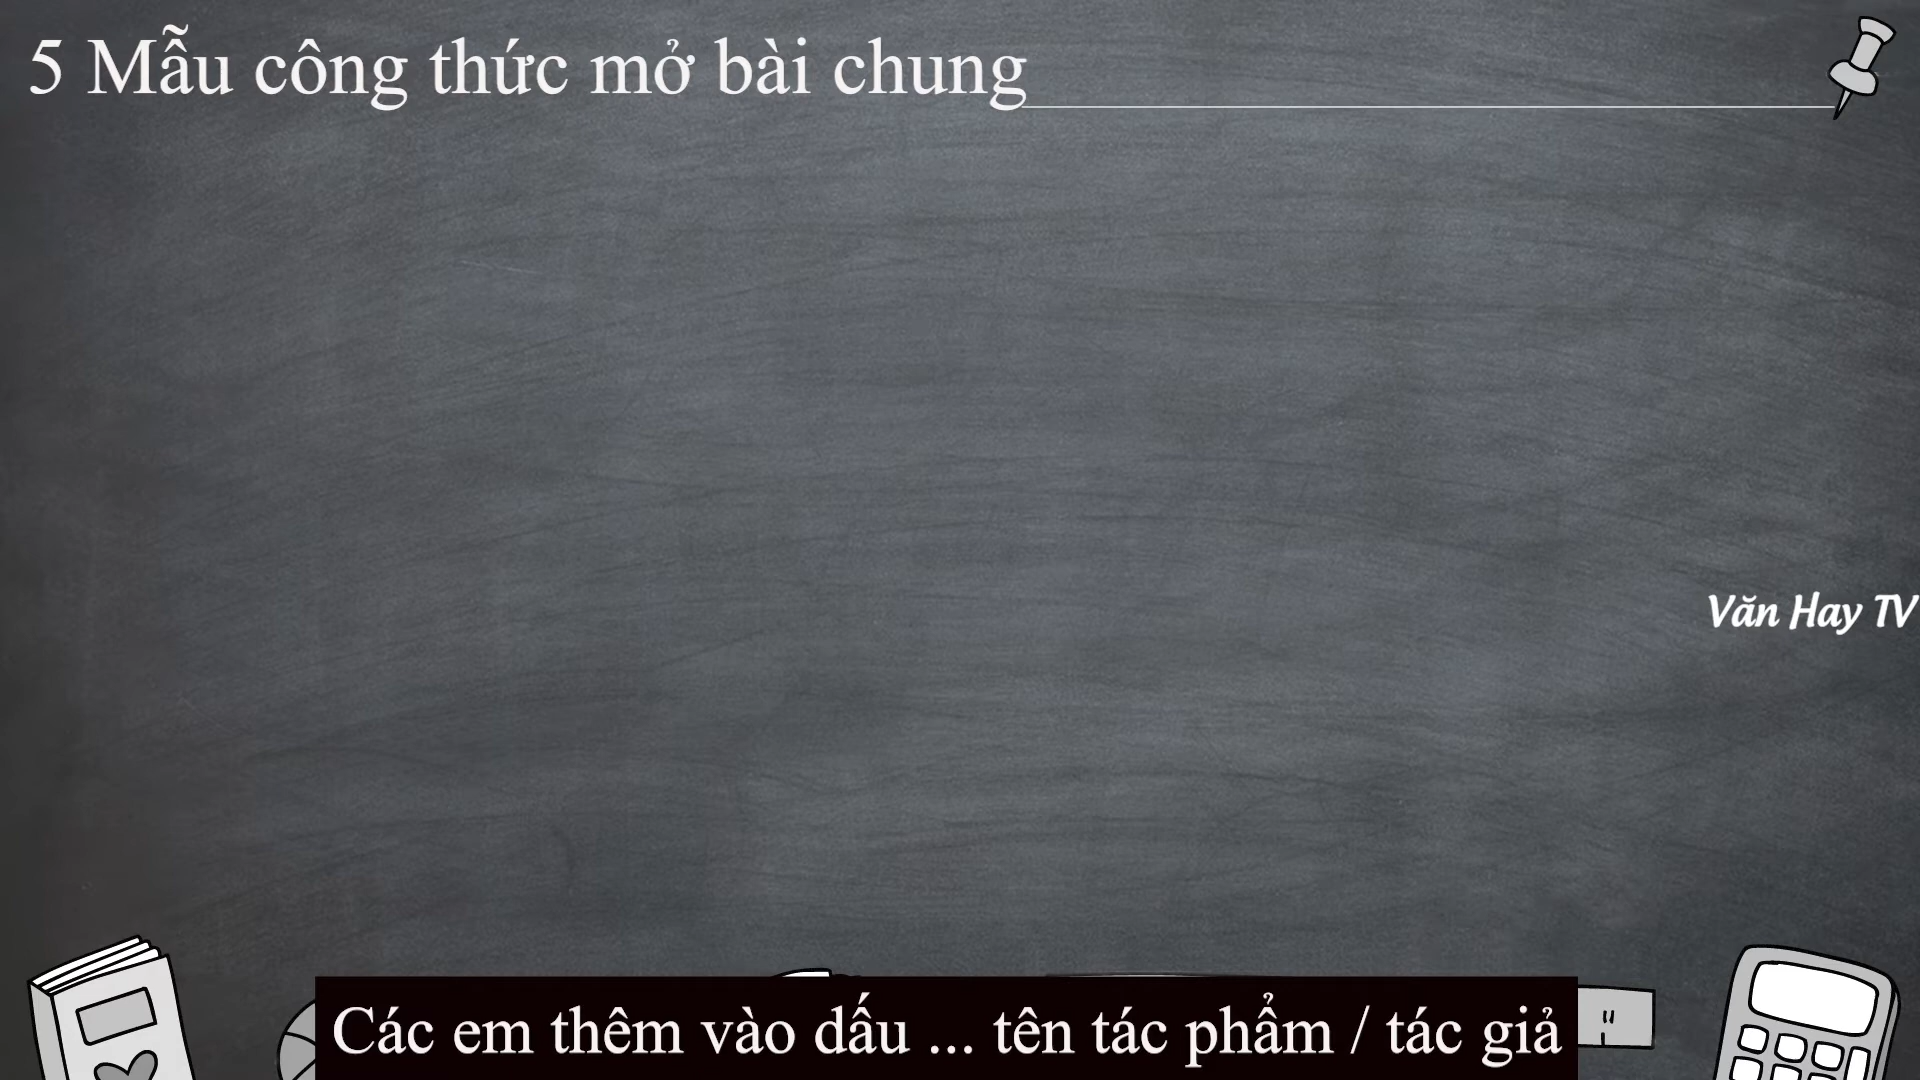 5 Mẫu công thức mở bài chung
Văn Hay TV
Các em thêm vào dấu ... tên tác phẩm / tác giả